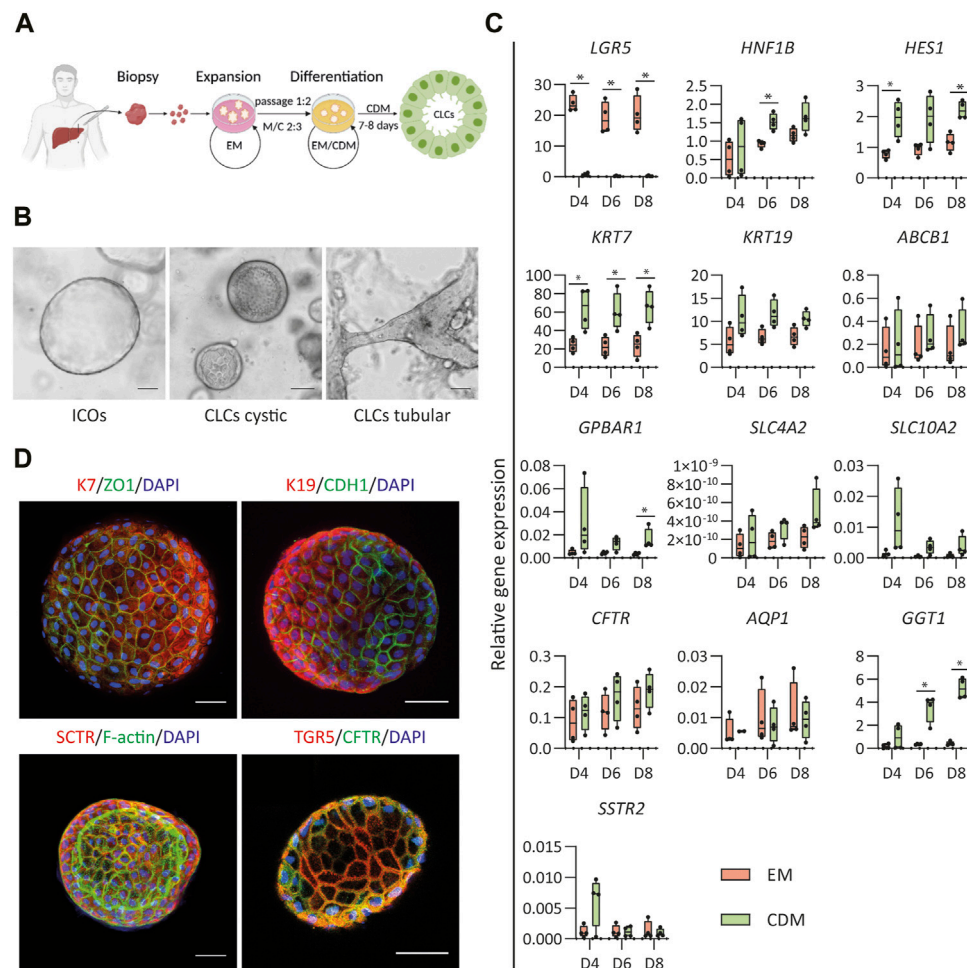 A
Biopsy
Expansion
Differentiation
passage 1:2
M/C 2:3
EM
EM/CDM
CDM
7-8 days
CLCs
B
ICOs
CLCs cystic
CLCs tubular
D
K7/ZO1/DAPI
K19/CDH1/DAPI
SCTR/F-actin/DAPI
TGR5/CFTR/DAPI
C
Relative gene expression
LGR5
30
20
10
0
*
*
*
D4 D6 D8
HNF1B
2.5
2.0
1.5
1.0
0.5
0.0
*
D4 D6 D8
HES1
3
2
1
0
*
*
D4 D6 D8
KRT7
100
80
60
40
20
0
*
*
*
D4 D6 D8
KRT19
20
15
10
5
0
D4 D6 D8
ABCB1
0.8
0.6
0.4
0.2
0.0
D4 D6 D8
GPBAR1
0.08
0.06
0.04
0.02
0.00
*
D4 D6 D8
SLC4A2
1×10-9
8×10-10
6×10-10
4×10-10
2×10-10
0
D4 D6 D8
SLC10A2
0.03
0.02
0.01
0.00
D4 D6 D8
CFTR
0.3
0.2
0.1
0.0
D4 D6 D8
AQP1
0.03
0.02
0.01
0.00
D4 D6 D8
GGT1
8
6
4
2
0
*
*
D4 D6 D8
SSTR2
0.015
0.010
0.005
0.000
D4 D6 D8
EM
CDM